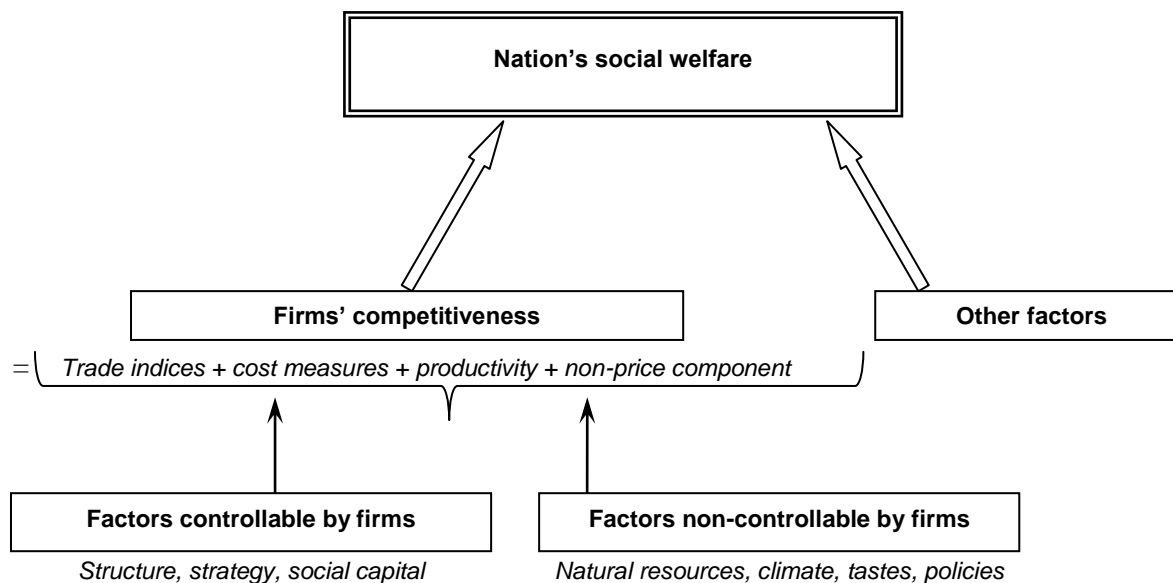 Nation’s social welfare
Firms’ competitiveness
Other factors
= Trade indices + cost measures + productivity + non-price component
Factors controllable by firms
Factors non-controllable by firms
Structure, strategy, social capital
Natural resources, climate, tastes, policies